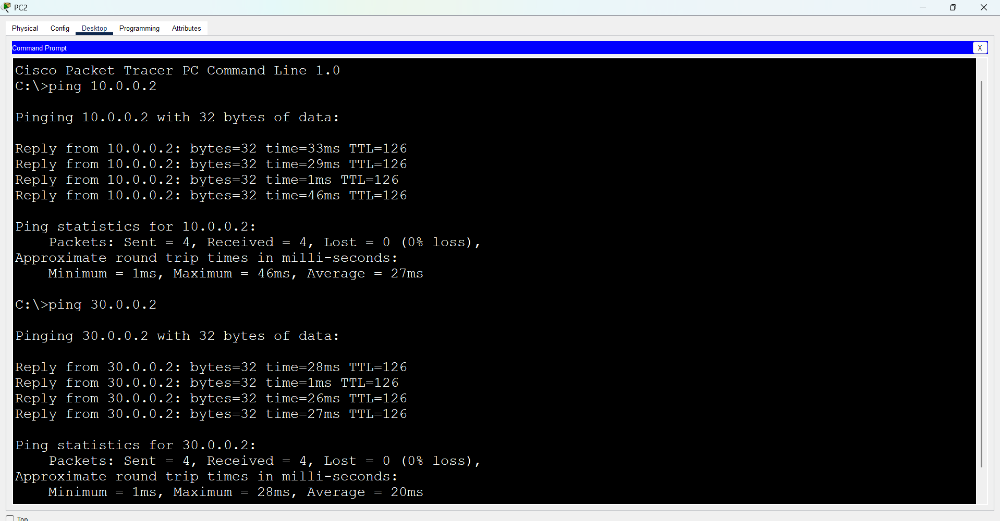 PC2
Physical Config Desktop Programming Attributes
Command Prompt X
Cisco Packet Tracer PC Command Line 1.0
C:\>ping 10.0.0.2
Pinging 10.0.0.2 with 32 bytes of data:
Reply from 10.0.0.2: bytes=32 time=33ms TTL=126
Reply from 10.0.0.2: bytes=32 time=29ms TTL=126
Reply from 10.0.0.2: bytes=32 time=1ms TTL=126
Reply from 10.0.0.2: bytes=32 time=46ms TTL=126
Ping statistics for 10.0.0.2:
    Packets: Sent = 4, Received = 4, Lost = 0 (0% loss),
Approximate round trip times in milli-seconds:
    Minimum = 1ms, Maximum = 46ms, Average = 27ms
C:\>ping 30.0.0.2
Pinging 30.0.0.2 with 32 bytes of data:
Reply from 30.0.0.2: bytes=32 time=28ms TTL=126
Reply from 30.0.0.2: bytes=32 time=1ms TTL=126
Reply from 30.0.0.2: bytes=32 time=26ms TTL=126
Reply from 30.0.0.2: bytes=32 time=27ms TTL=126
Ping statistics for 30.0.0.2:
    Packets: Sent = 4, Received = 4, Lost = 0 (0% loss),
Approximate round trip times in milli-seconds:
    Minimum = 1ms, Maximum = 28ms, Average = 20ms
Top